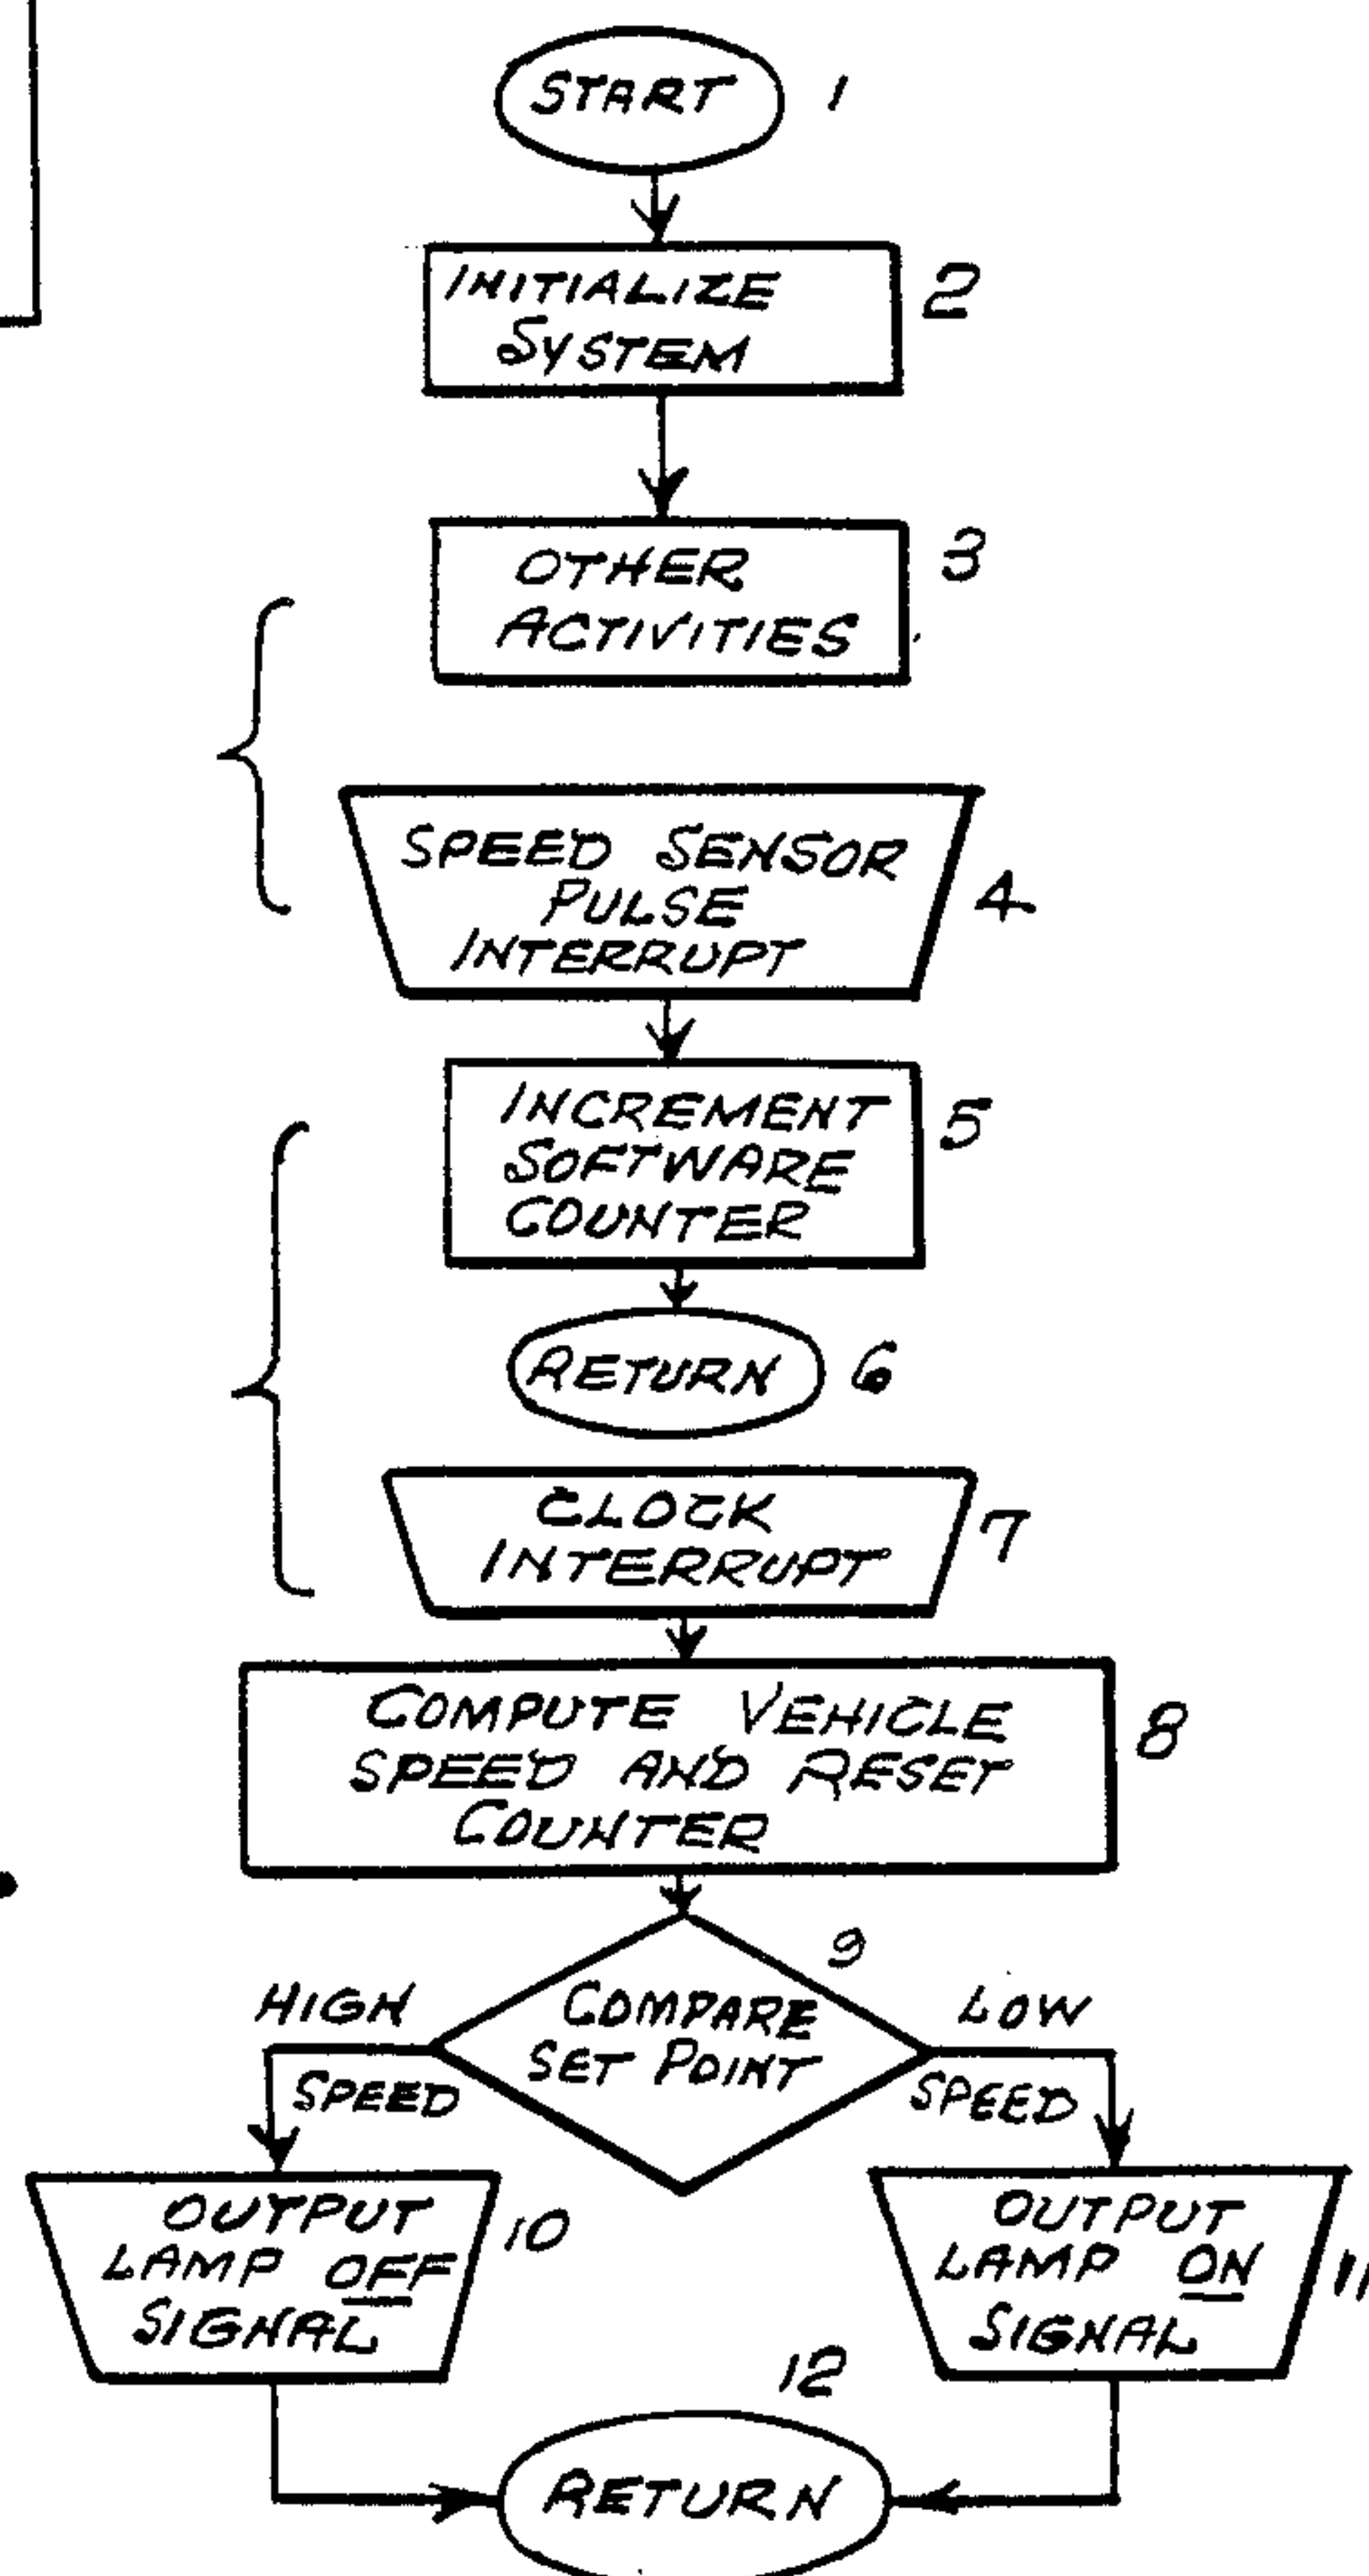 START 1
INITIALIZE
SYSTEM
2
OTHER
ACTIVITIES
3
SPEED SENSOR
PULSE
INTERRUPT
4
INCREMENT
SOFTWARE
COUNTER
5
RETURN 6
CLOCK
INTERRUPT
7
COMPUTE VEHICLE
SPEED AND RESET
COUNTER
8
9
COMPARE
SET POINT
HIGH
SPEED
LOW
SPEED
OUTPUT
LAMP OFF
SIGNAL
10
OUTPUT
LAMP ON
SIGNAL
11
12
RETURN